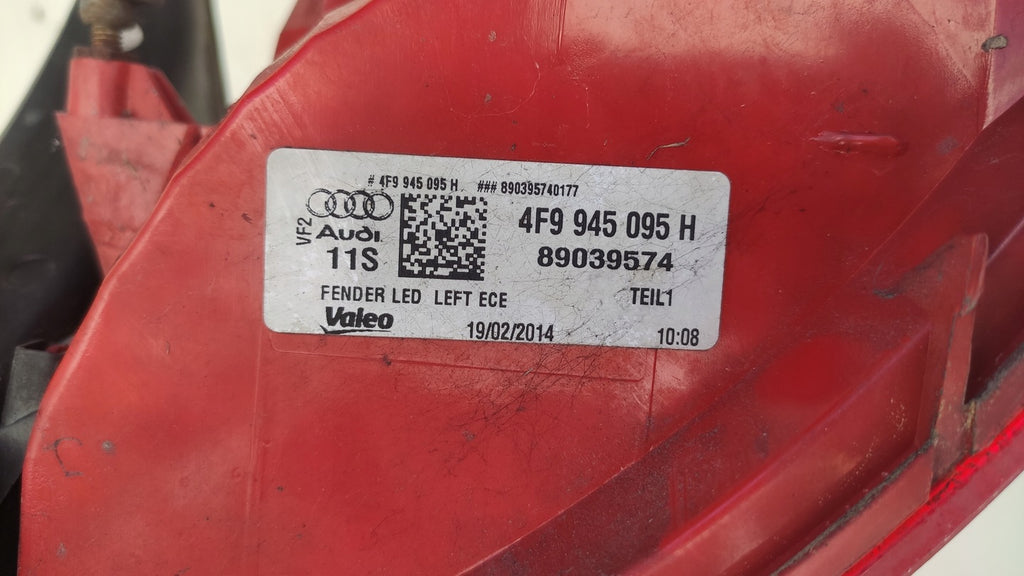 # 4F9 945 095 H ### 890395740177
VF2
Audi
11S
4F9 945 095 H
89039574
FENDER LED LEFT ECE TEIL1
Valeo 19/02/2014 10:08